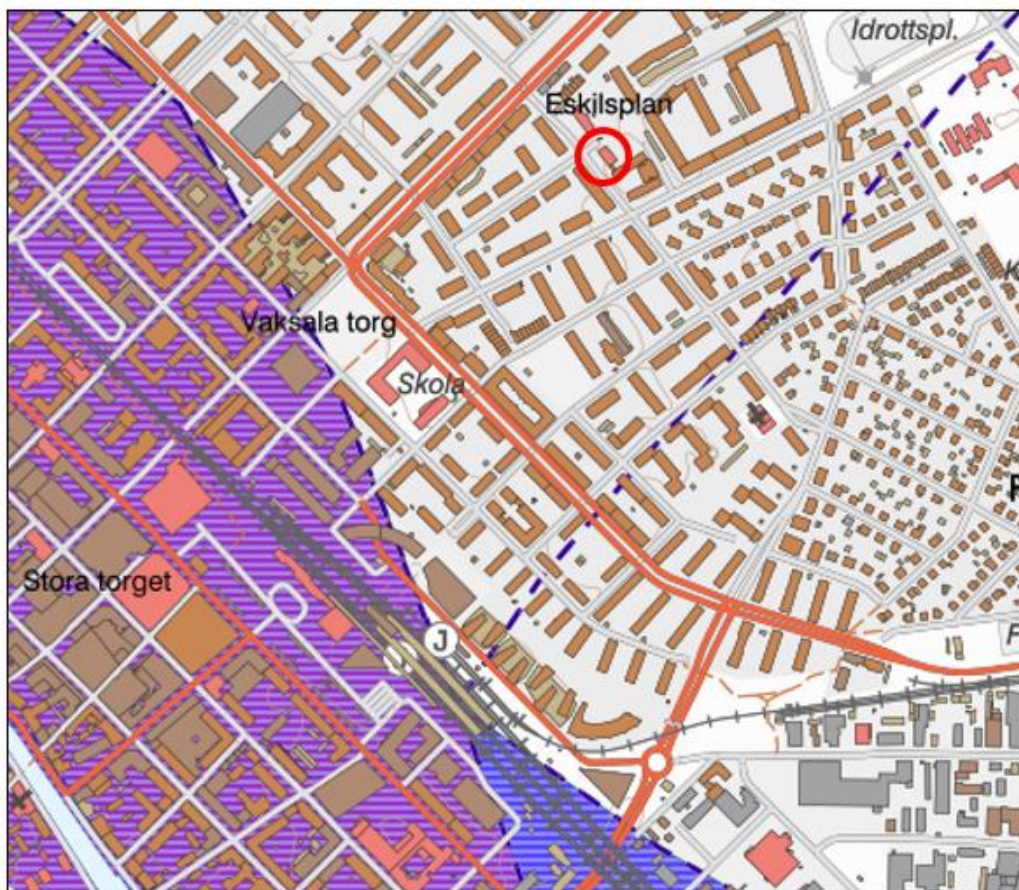 Idrottspl.
Eskilsplan
Vaksala torg
Skola
Stora torget
J